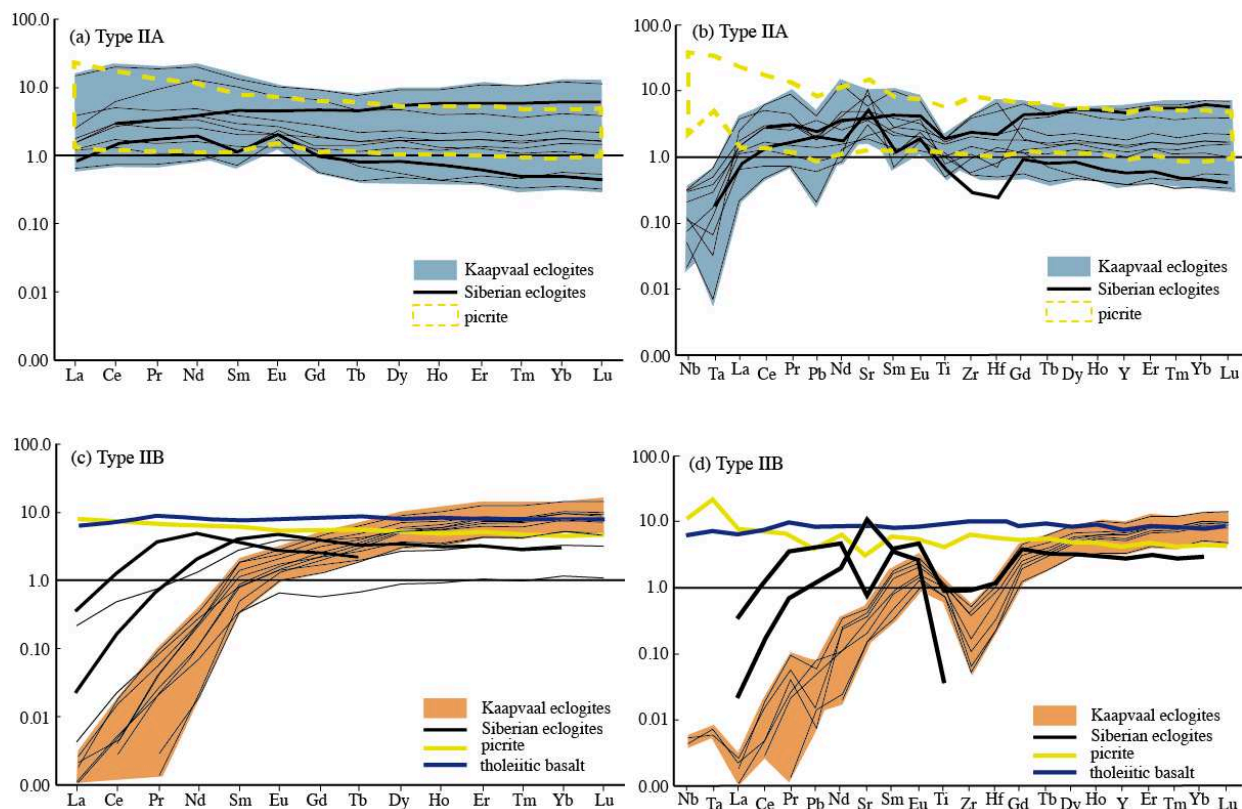 (a) Type IIA
100.0
10.0
1.0
0.10
0.01
0.00
Kaapvaal eclogites
Siberian eclogites
picrite
La Ce Pr Nd Sm Eu Gd Tb Dy Ho Er Tm Yb Lu
(b) Type IIA
100.0
10.0
1.0
0.10
0.01
0.00
Kaapvaal eclogites
Siberian eclogites
picrite
Nb Ta La Ce Pr Pb Nd Sr Sm Eu Ti Zr Hf Gd Tb Dy Ho Y Er Tm Yb Lu
(c) Type IIB
100.0
10.0
1.0
0.10
0.01
0.00
Kaapvaal eclogites
Siberian eclogites
picrite
tholeiitic basalt
La Ce Pr Nd Sm Eu Gd Tb Dy Ho Er Tm Yb Lu
(d) Type IIB
100.0
10.0
1.0
0.10
0.01
0.00
Kaapvaal eclogites
Siberian eclogites
picrite
tholeiitic basalt
Nb Ta La Ce Pr Pb Nd Sr Sm Eu Ti Zr Hf Gd Tb Dy Ho Y Er Tm Yb Lu